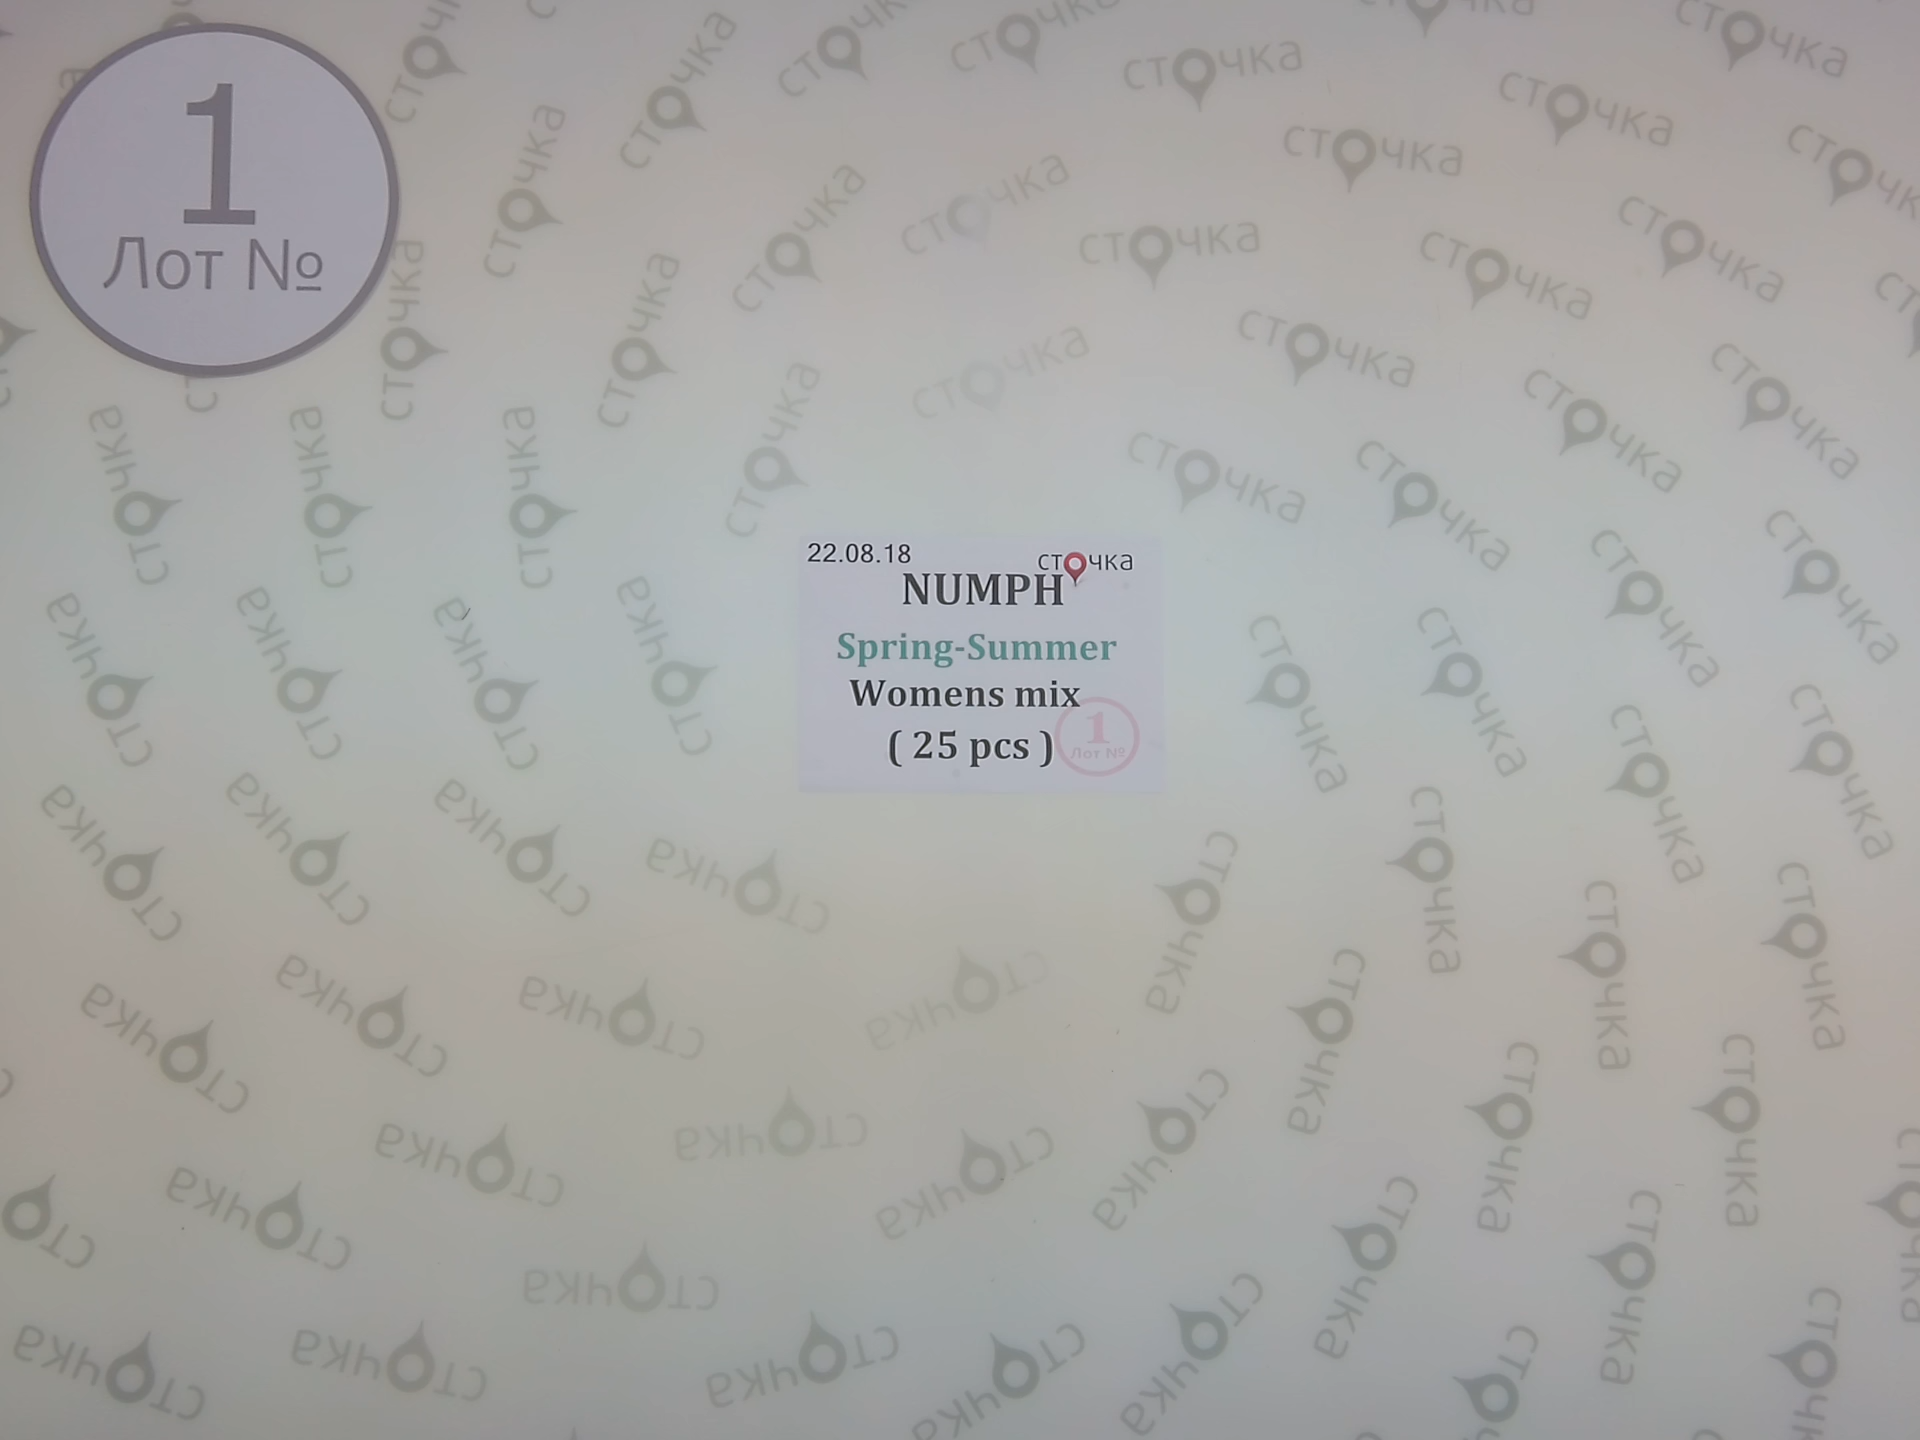 1
Лот №
22.08.18
сточка
NUMPH
Spring-Summer
Womens mix
( 25 pcs )
1
Лот №